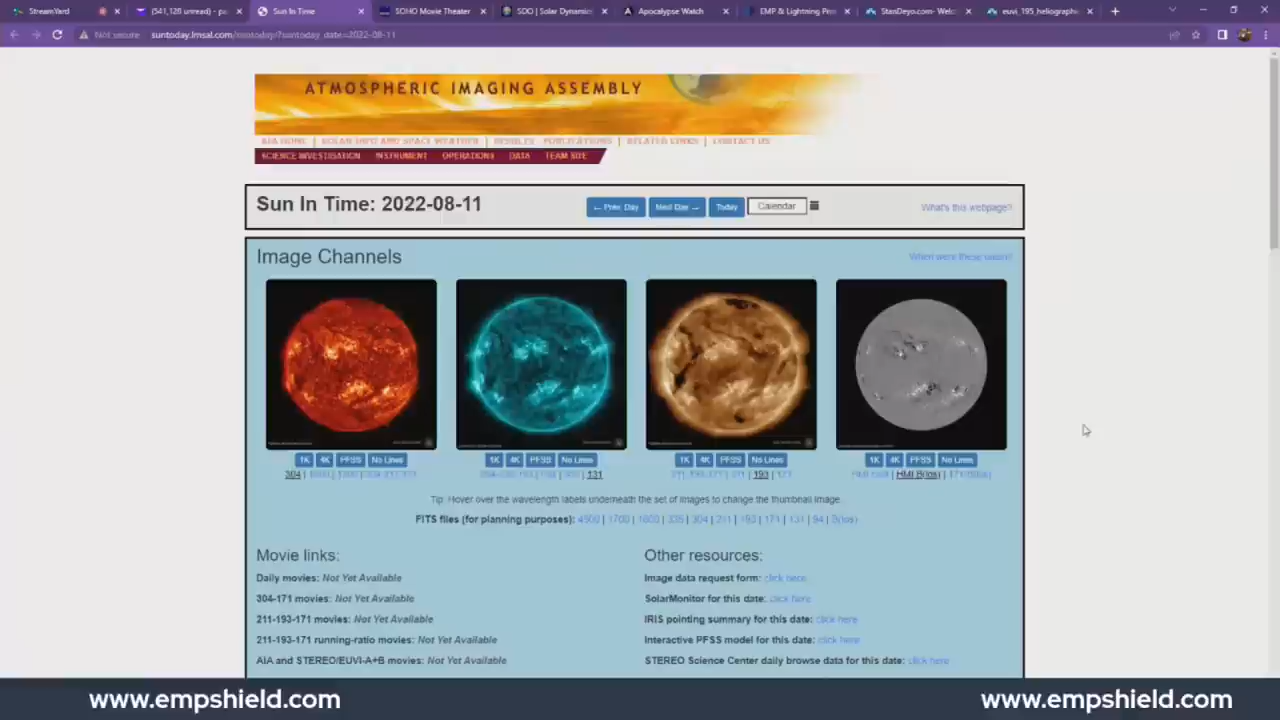 StreamYard
(541,128 unread) - pa
Sun In Time
SOHO Movie Theater
SDO | Solar Dynamics
Apocalypse Watch
EMP & Lightning Pro
StanDeyo.com- Welc
euvi_195_heliographic
Not secure
suntoday.lmsal.com/suntoday/?suntoday_date=2022-08-11
ATMOSPHERIC IMAGING ASSEMBLY
AIA HOME | SOLAR INFO AND SPACE WEATHER | RESULTS - PUBLICATIONS | RELATED LINKS | CONTACT US
SCIENCE INVESTIGATION INSTRUMENT OPERATIONS DATA TEAM SITE
Sun In Time: 2022-08-11
← Prev. Day
Next Day →
Today
Calendar
What's this webpage?
Image Channels
When were these taken?
1K 4K PFSS No Lines
1K 4K PFSS No Lines
1K 4K PFSS No Lines
1K 4K PFSS No Lines
304
131
193
HMI B(los)
Tip: Hover over the wavelength labels underneath the set of images to change the thumbnail image.
FITS files (for planning purposes): 4500 | 1700 | 1600 | 335 | 304 | 211 | 193 | 171 | 131 | 94 | B(los)
Movie links:
Daily movies: Not Yet Available
304-171 movies: Not Yet Available
211-193-171 movies: Not Yet Available
211-193-171 running-ratio movies: Not Yet Available
AIA and STEREO/EUVI-A+B movies: Not Yet Available
Other resources:
Image data request form: click here
SolarMonitor for this date: click here
IRIS pointing summary for this date: click here
Interactive PFSS model for this date: click here
STEREO Science Center daily browse data for this date: click here
www.empshield.com
www.empshield.com